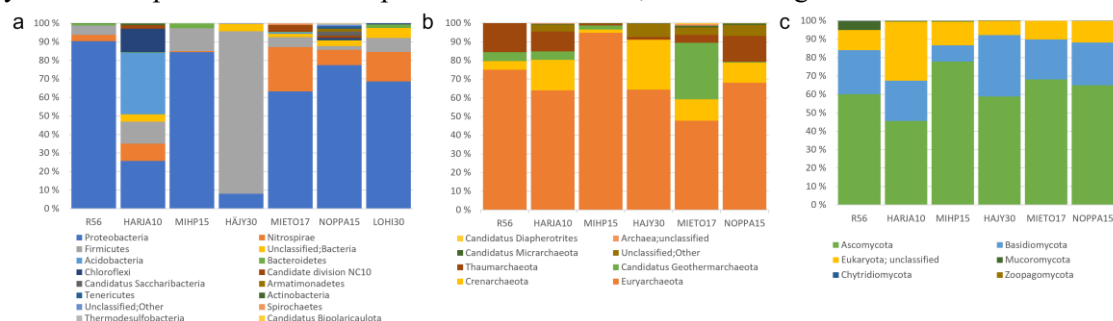 a
100 %
90 %
80 %
70 %
60 %
50 %
40 %
30 %
20 %
10 %
0 %
R56 HARJA10 MIHP15 HÄJY30 MIETO17 NOPPA15 LOHI30
Proteobacteria Nitrospirae
Firmicutes Unclassified;Bacteria
Acidobacteria Bacteroidetes
Chloroflexi Candidate division NC10
Candidatus Saccharibacteria Armatimonadetes
Tenericutes Actinobacteria
Unclassified;Other Spirochaetes
Thermodesulfobacteria Candidatus Bipolaricaulota
b
100 %
90 %
80 %
70 %
60 %
50 %
40 %
30 %
20 %
10 %
0 %
R56 HARJA10 MIHP15 HAJY30 MIETO17 NOPPA15
Candidatus Diapherotrites Archaea;unclassified
Candidatus Micrarchaeota Unclassified;Other
Thaumarchaeota Candidatus Geothermarchaeota
Crenarchaeota Euryarchaeota
c
100 %
90 %
80 %
70 %
60 %
50 %
40 %
30 %
20 %
10 %
0 %
R56 HARJA10 MIHP15 HAJY30 MIETO17 NOPPA15
Ascomycota Basidiomycota
Eukaryota; unclassified Mucoromycota
Chytridiomycota Zoopagomycota